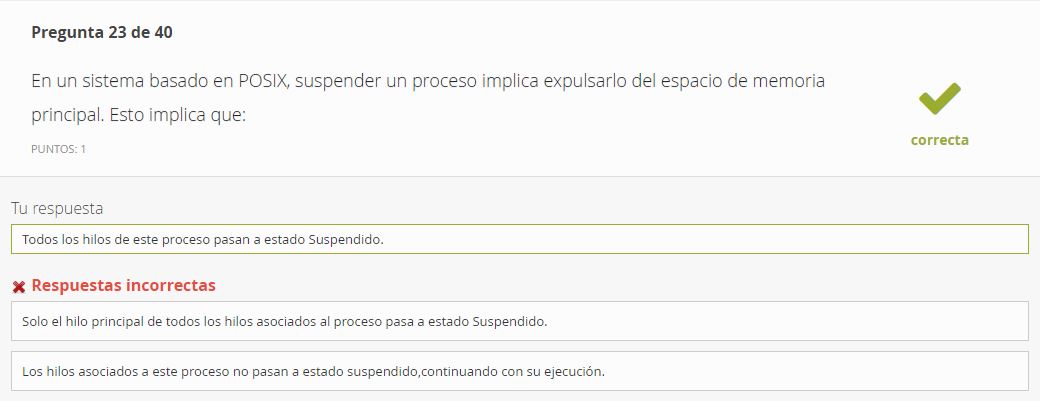 Pregunta 23 de 40
En un sistema basado en POSIX, suspender un proceso implica expulsarlo del espacio de memoria
principal. Esto implica que:
correcta
PUNTOS: 1
Tu respuesta
Todos los hilos de este proceso pasan a estado Suspendido.
Respuestas incorrectas
Solo el hilo principal de todos los hilos asociados al proceso pasa a estado Suspendido.
Los hilos asociados a este proceso no pasan a estado suspendido,continuando con su ejecución.